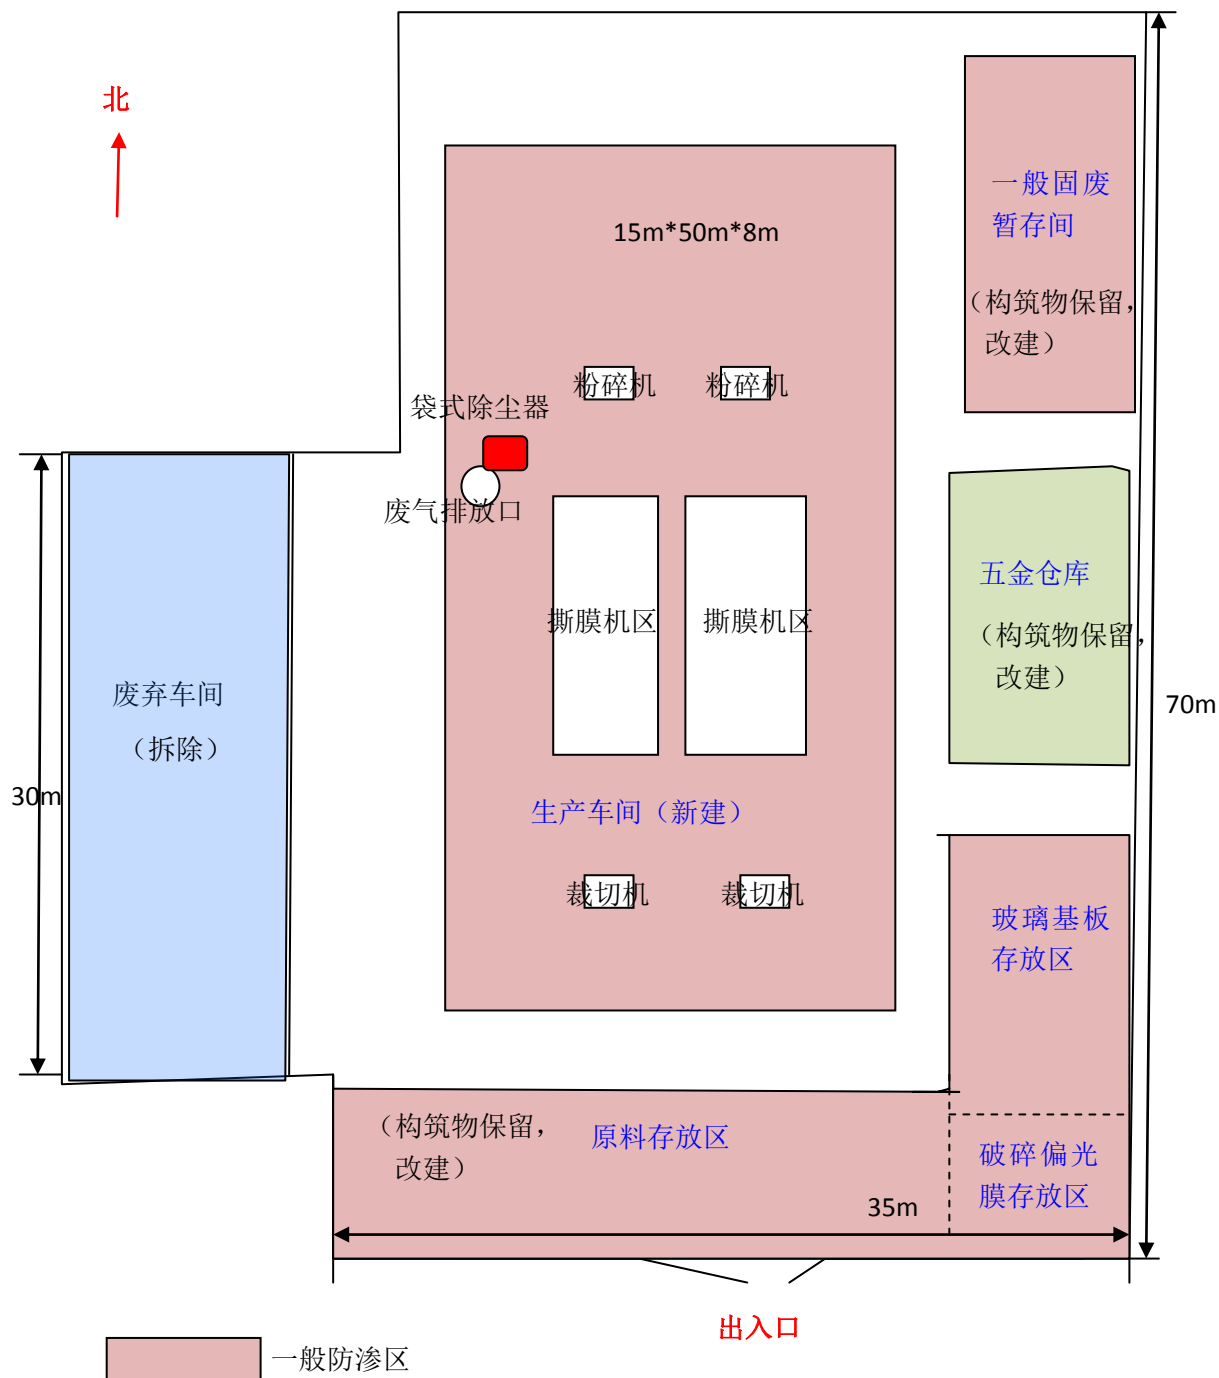 北
一般固废
暂存间
（构筑物保留，
改建）
15m*50m*8m
粉碎机
粉碎机
袋式除尘器
废气排放口
撕膜机区
撕膜机区
五金仓库
（构筑物保留，
改建）
废弃车间
（拆除）
70m
30m
生产车间（新建）
裁切机
裁切机
玻璃基板
存放区
（构筑物保留，
改建）
原料存放区
破碎偏光
膜存放区
35m
出入口
一般防渗区